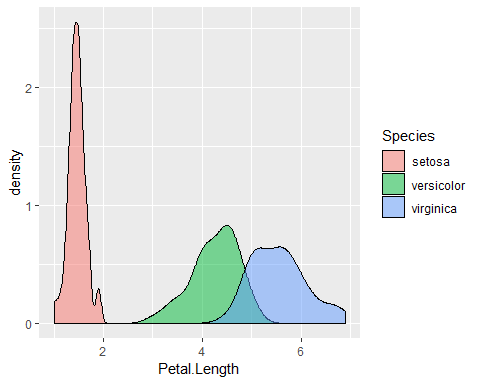 density
2
1
0
2 4 6
Petal.Length
Species
setosa
versicolor
virginica